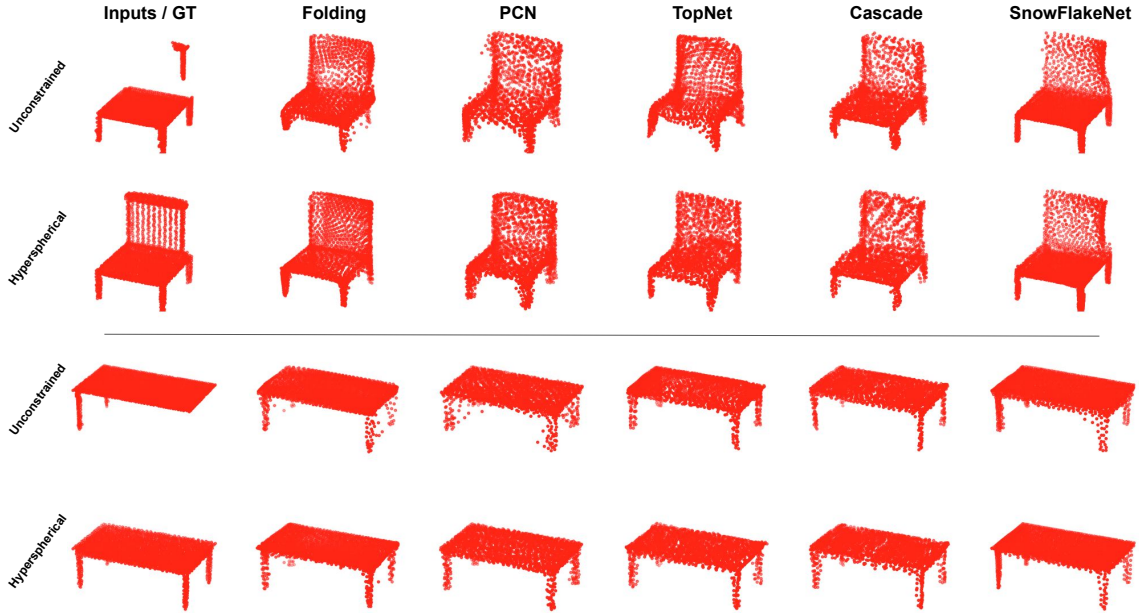 Inputs / GT Folding PCN TopNet Cascade SnowFlakeNet
Unconstrained
Hyperspherical
Unconstrained
Hyperspherical